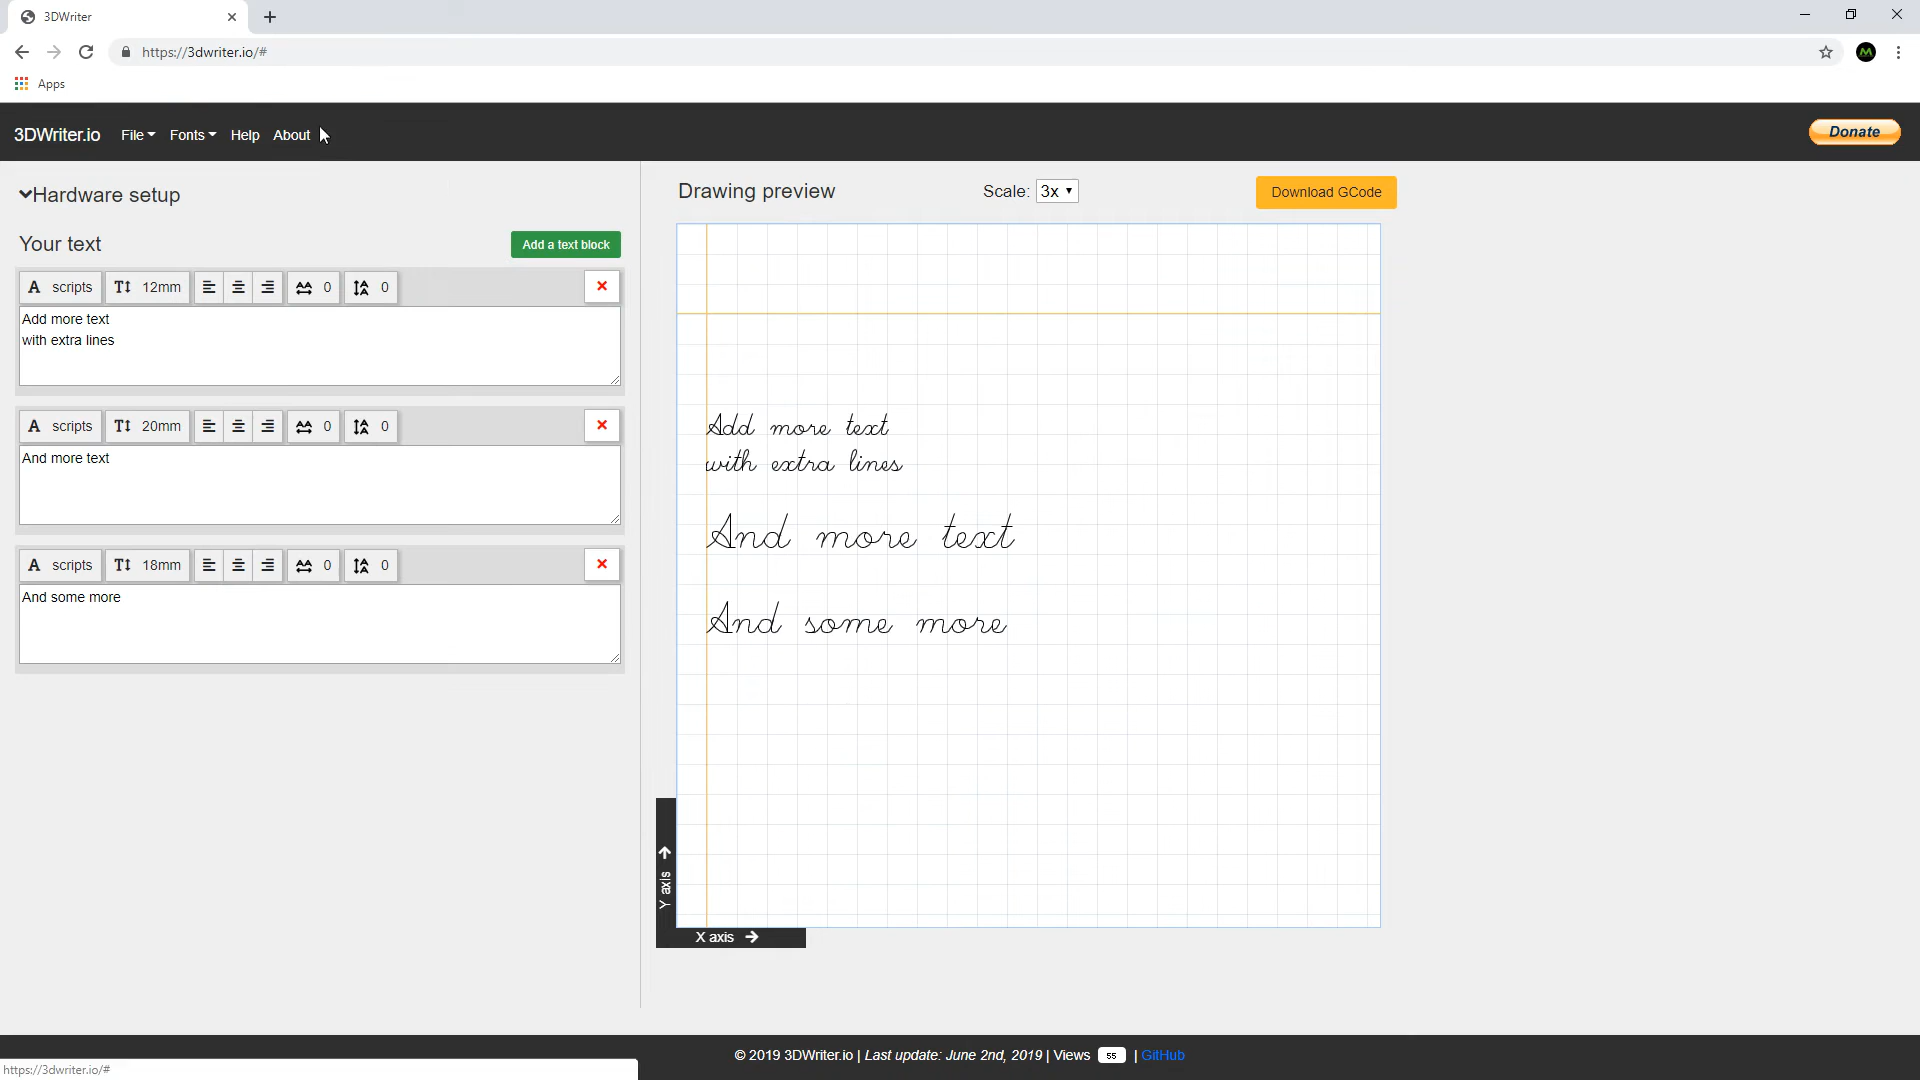 3DWriter
https://3dwriter.io/#
Apps
3DWriter.io File Fonts Help About
Donate
Hardware setup
Your text
Add a text block
A scripts 12mm 0 0
Add more text
with extra lines
A scripts 20mm 0 0
And more text
A scripts 18mm 0 0
And some more
Drawing preview
Scale: 3x
Download GCode
Add more text
with extra lines
And more text
And some more
Y axis
X axis
© 2019 3DWriter.io | Last update: June 2nd, 2019 | Views 55 | GitHub
https://3dwriter.io/#